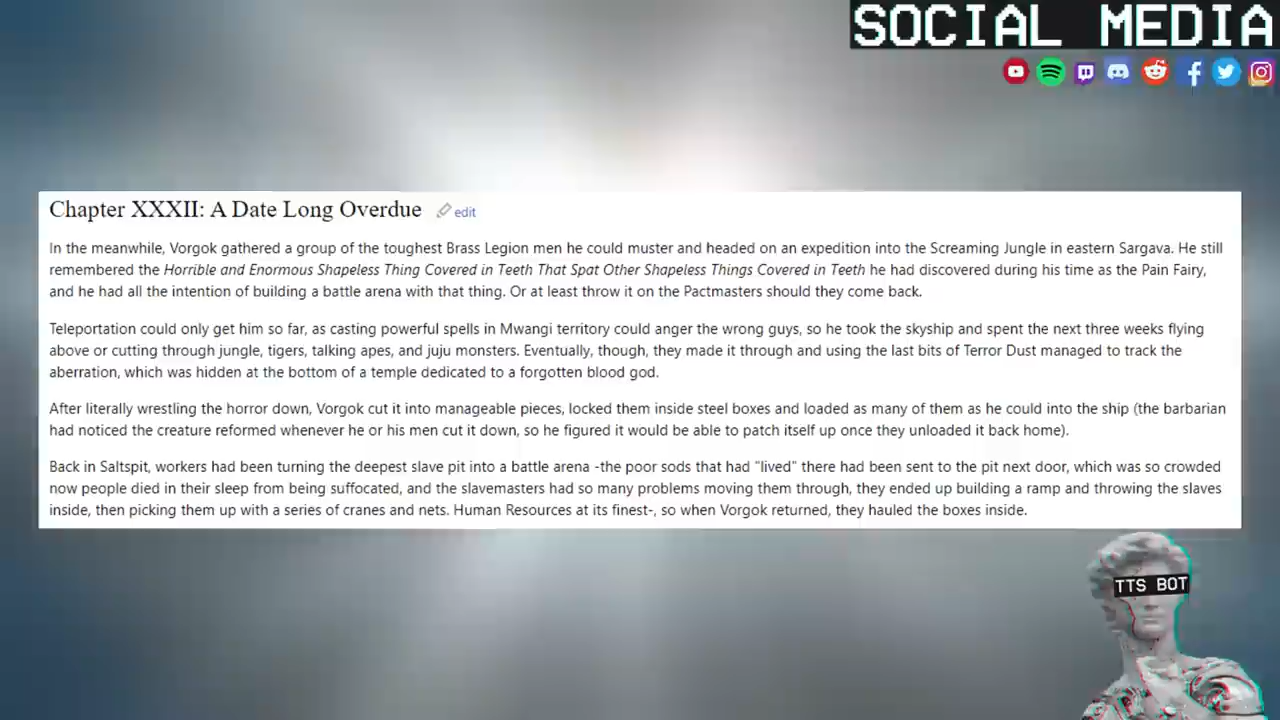 SOCIAL MEDIA
Chapter XXXII: A Date Long Overdue edit
In the meanwhile, Vorgok gathered a group of the toughest Brass Legion men he could muster and headed on an expedition into the Screaming Jungle in eastern Sargava. He still
remembered the Horrible and Enormous Shapeless Thing Covered in Teeth That Spat Other Shapeless Things Covered in Teeth he had discovered during his time as the Pain Fairy,
and he had all the intention of building a battle arena with that thing. Or at least throw it on the Pactmasters should they come back.
Teleportation could only get him so far, as casting powerful spells in Mwangi territory could anger the wrong guys, so he took the skyship and spent the next three weeks flying
above or cutting through jungle, tigers, talking apes, and juju monsters. Eventually, though, they made it through and using the last bits of Terror Dust managed to track the
aberration, which was hidden at the bottom of a temple dedicated to a forgotten blood god.
After literally wrestling the horror down, Vorgok cut it into manageable pieces, locked them inside steel boxes and loaded as many of them as he could into the ship (the barbarian
had noticed the creature reformed whenever he or his men cut it down, so he figured it would be able to patch itself up once they unloaded it back home).
Back in Saltspit, workers had been turning the deepest slave pit into a battle arena -the poor sods that had "lived" there had been sent to the pit next door, which was so crowded
now people died in their sleep from being suffocated, and the slavemasters had so many problems moving them through, they ended up building a ramp and throwing the slaves
inside, then picking them up with a series of cranes and nets. Human Resources at its finest-, so when Vorgok returned, they hauled the boxes inside.
TTS BOT